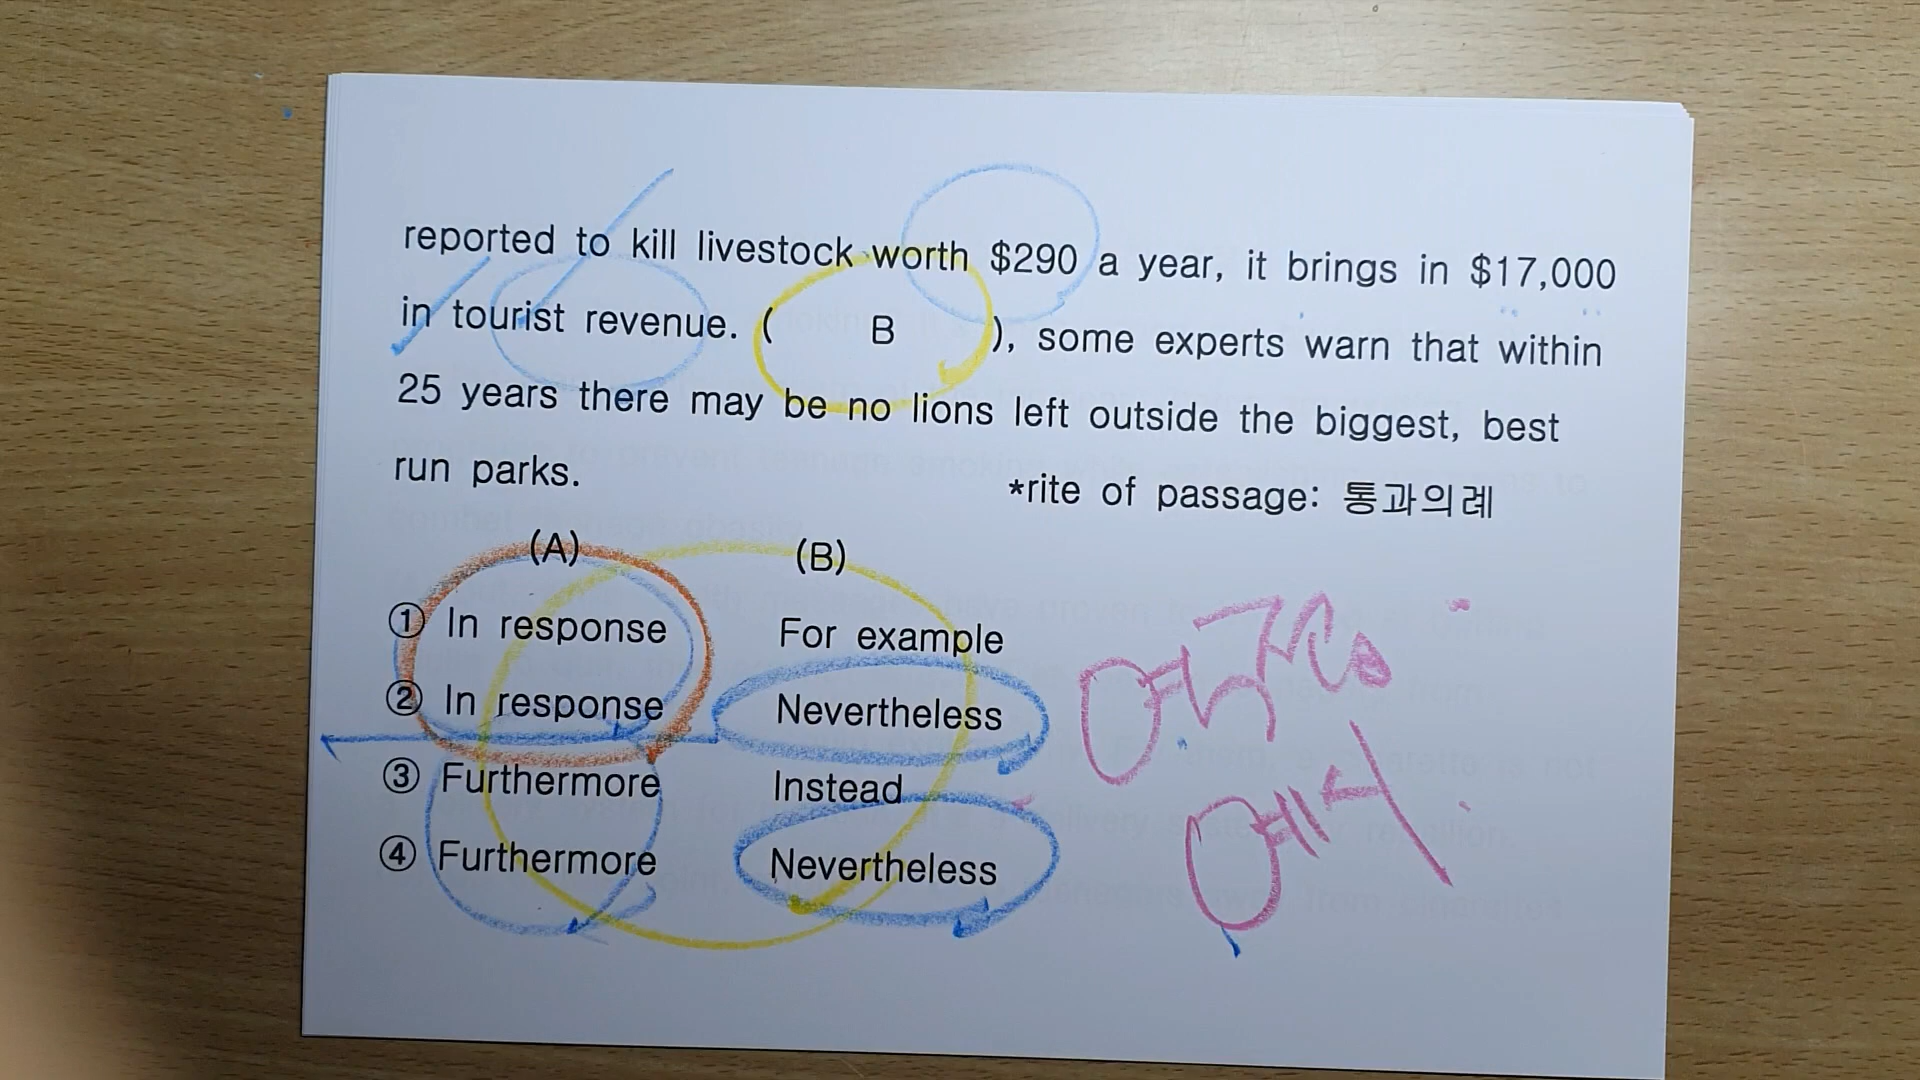 reported to kill livestock worth $290 a year, it brings in $17,000
in tourist revenue. ( B ), some experts warn that within
25 years there may be no lions left outside the biggest, best
run parks.
*rite of passage: 통과의례
(A) (B)
① In response For example
② In response Nevertheless
③ Furthermore Instead
④ Furthermore Nevertheless
예시